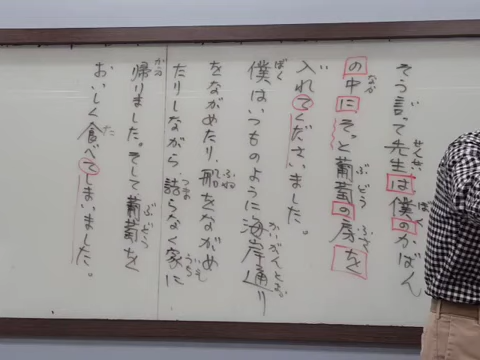 そう言って先生は僕のかばん
の中にそっと葡萄の房を
入れてくださいました。
僕はいつものように海岸通り
をながめたり、船をながめ
たりしながら、詰らなく家に
帰りました。そして葡萄を
おいしく食べてしまいました。